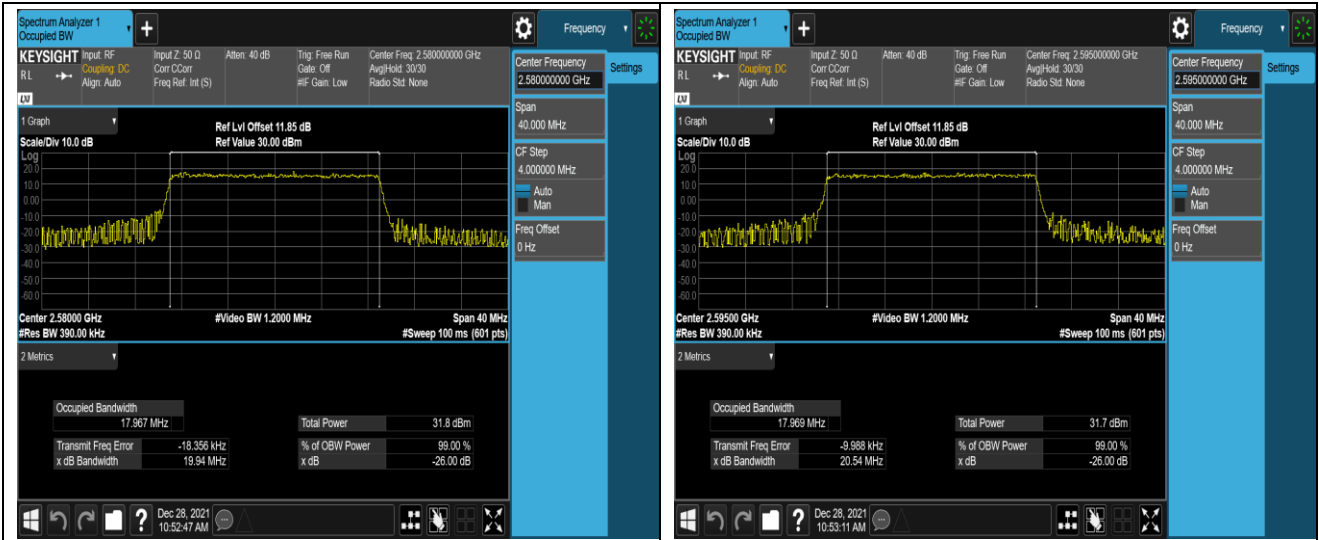 Spectrum Analyzer 1
Occupied BW
Frequency
KEYSIGHT Input: RF Input Z: 50 Ω Atten: 40 dB Trig: Free Run Center Freq: 2.580000000 GHz
RL Coupling: DC Corr CCorr Gate: Off Avg|Hold: 30/30
Align: Auto Freq Ref: Int (S) #IF Gain: Low Radio Std: None
LXI
Center Frequency
2.580000000 GHz
Settings
Span
40.000 MHz
CF Step
4.000000 MHz
Auto
Man
Freq Offset
0 Hz
1 Graph
Ref Lvl Offset 11.85 dB
Scale/Div 10.0 dB Ref Value 30.00 dBm
Log
20.0
10.0
0.00
-10.0
-20.0
-30.0
-40.0
-50.0
-60.0
Center 2.58000 GHz #Video BW 1.2000 MHz Span 40 MHz
#Res BW 390.00 kHz #Sweep 100 ms (601 pts)
2 Metrics
Occupied Bandwidth
17.967 MHz Total Power 31.8 dBm
Transmit Freq Error -18.356 kHz % of OBW Power 99.00 %
x dB Bandwidth 19.94 MHz x dB -26.00 dB
? Dec 28, 2021
10:52:47 AM
Spectrum Analyzer 1
Occupied BW
Frequency
KEYSIGHT Input: RF Input Z: 50 Ω Atten: 40 dB Trig: Free Run Center Freq: 2.595000000 GHz
RL Coupling: DC Corr CCorr Gate: Off Avg|Hold: 30/30
Align: Auto Freq Ref: Int (S) #IF Gain: Low Radio Std: None
LXI
Center Frequency
2.595000000 GHz
Settings
Span
40.000 MHz
CF Step
4.000000 MHz
Auto
Man
Freq Offset
0 Hz
1 Graph
Ref Lvl Offset 11.85 dB
Scale/Div 10.0 dB Ref Value 30.00 dBm
Log
20.0
10.0
0.00
-10.0
-20.0
-30.0
-40.0
-50.0
-60.0
Center 2.59500 GHz #Video BW 1.2000 MHz Span 40 MHz
#Res BW 390.00 kHz #Sweep 100 ms (601 pts)
2 Metrics
Occupied Bandwidth
17.969 MHz Total Power 31.7 dBm
Transmit Freq Error -9.988 kHz % of OBW Power 99.00 %
x dB Bandwidth 20.54 MHz x dB -26.00 dB
? Dec 28, 2021
10:53:11 AM